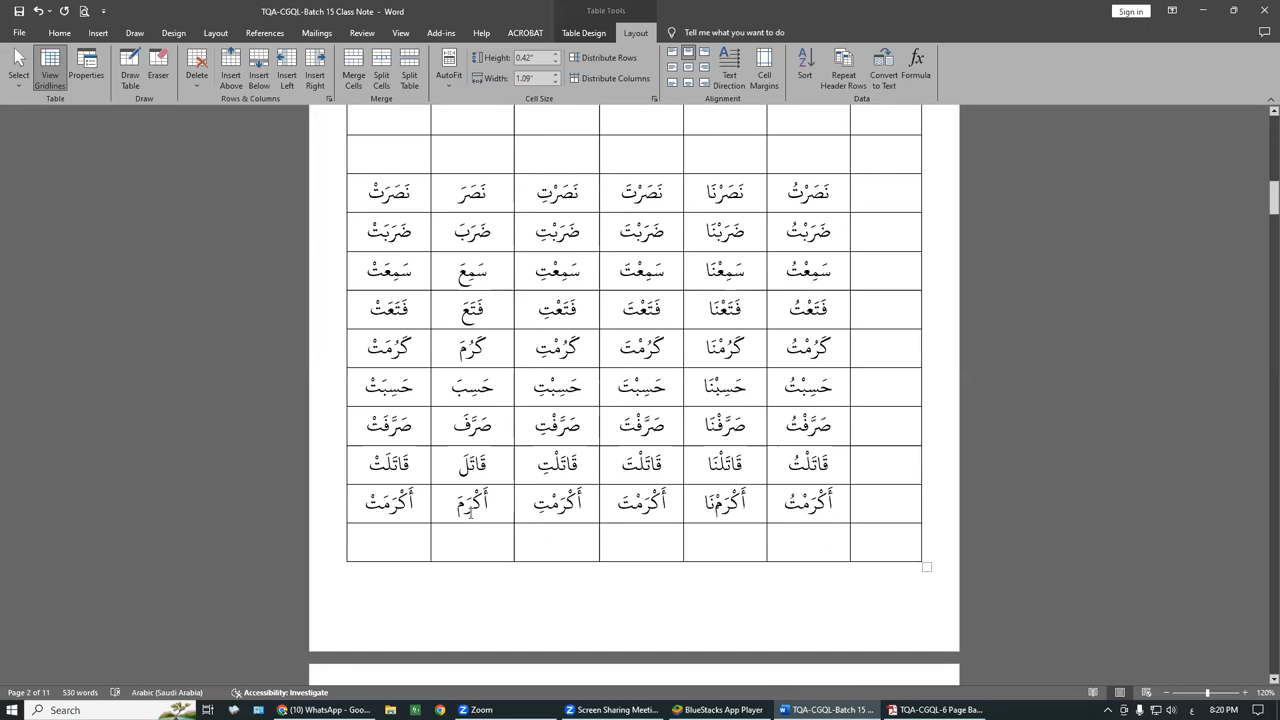 TQA-CGQL-Batch 15 Class Note - Word
Table Tools
Sign in
File Home Insert Draw Design Layout References Mailings Review View Add-ins Help ACROBAT Table Design Layout Tell me what you want to do
Select View Gridlines Properties Draw Table Eraser Delete Insert Above Insert Below Insert Left Insert Right Merge Cells Split Cells Split Table AutoFit Height: 0.42" Width: 1.09" Distribute Rows Distribute Columns Text Direction Cell Margins Sort Repeat Header Rows Convert to Text Formula
Table Draw Rows & Columns Merge Cell Size Alignment Data
نَصَرْتُ نَصَرْنَا نَصَرْتَ نَصَرْتِ نَصَرَ نَصَرَتْ
ضَرَبْتُ ضَرَبْنَا ضَرَبْتَ ضَرَبْتِ ضَرَبَ ضَرَبَتْ
سَمِعْتُ سَمِعْنَا سَمِعْتَ سَمِعْتِ سَمِعَ سَمِعَتْ
فَتَعْتُ فَتَعْنَا فَتَعْتَ فَتَعْتِ فَتَعَ فَتَعَتْ
كَرُمْتُ كَرُمْنَا كَرُمْتَ كَرُمْتِ كَرُمَ كَرُمَتْ
حَسِبْتُ حَسِبْنَا حَسِبْتَ حَسِبْتِ حَسِبَ حَسِبَتْ
صَرَّفْتُ صَرَّفْنَا صَرَّفْتَ صَرَّفْتِ صَرَّفَ صَرَّفَتْ
قَاتَلْتُ قَاتَلْنَا قَاتَلْتَ قَاتَلْتِ قَاتَلَ قَاتَلَتْ
أَكْرَمْتُ أَكْرَمْنَا أَكْرَمْتَ أَكْرَمْتِ أَكْرَمَ أَكْرَمَتْ
Page 2 of 11 530 words Arabic (Saudi Arabia) Accessibility: Investigate 120%
Search (10) WhatsApp - Goo... Zoom Screen Sharing Meeti... BlueStacks App Player TQA-CGQL-Batch 15 ... TQA-CGQL-6 Page Ba... ع 8:20 PM